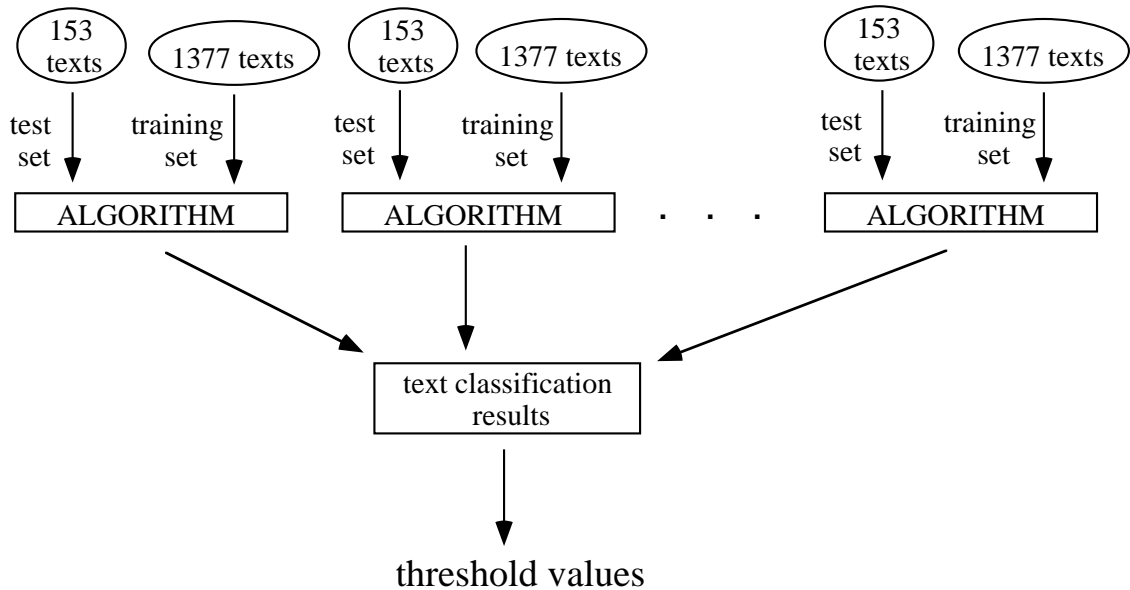 153
texts
1377 texts
153
texts
1377 texts
153
texts
1377 texts
test
set
training
set
test
set
training
set
test
set
training
set
ALGORITHM
ALGORITHM
. . .
ALGORITHM
text classification
results
threshold values